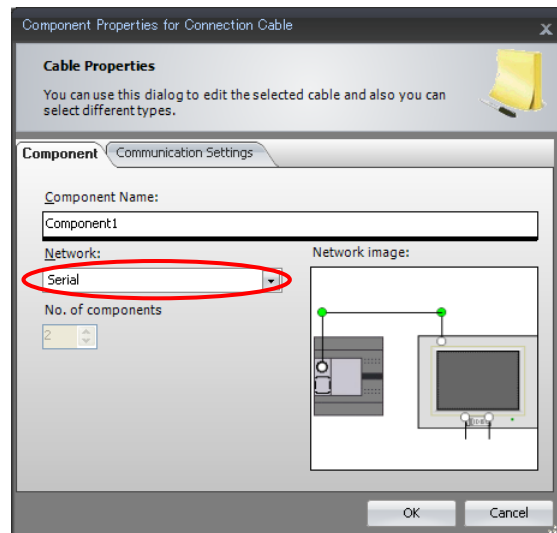 Component Properties for Connection Cable
x
Cable Properties
You can use this dialog to edit the selected cable and also you can
select different types.
Component
Communication Settings
Component Name:
Component1
Network:
Network image:
Serial
No. of components
2
OK
Cancel